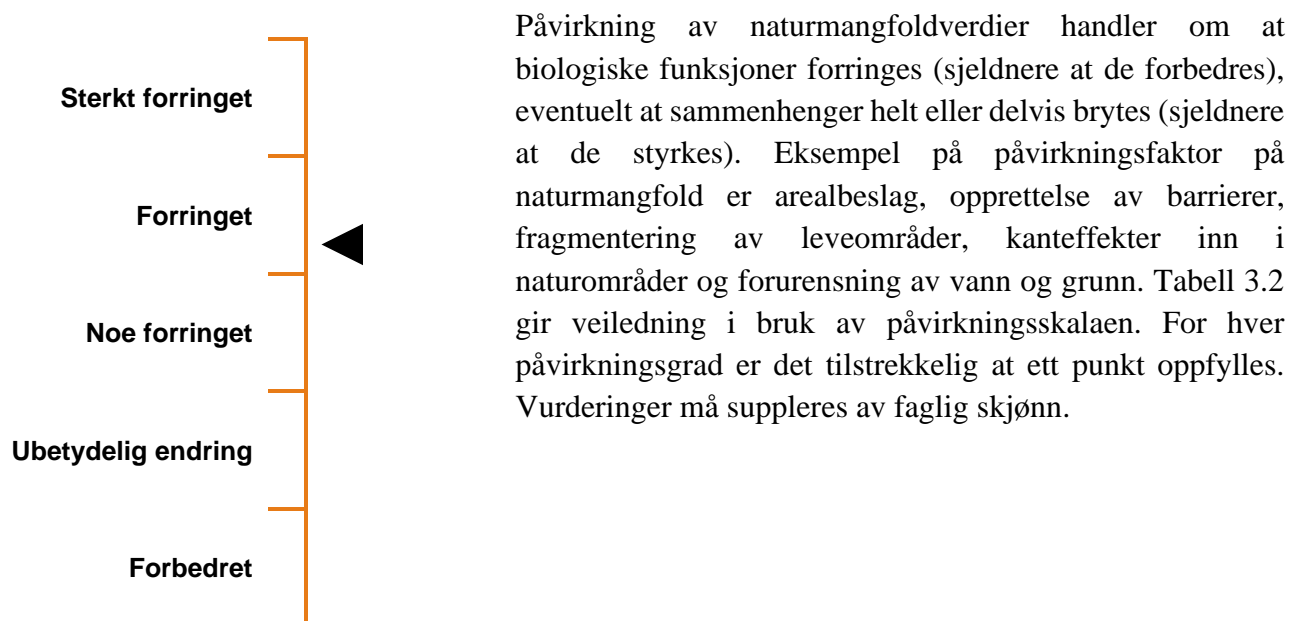 Sterkt forringet
Forringet
Noe forringet
Ubetydelig endring
Forbedret
Påvirkning av naturmangfoldverdier handler om at
biologiske funksjoner forringes (sjeldnere at de forbedres),
eventuelt at sammenhenger helt eller delvis brytes (sjeldnere
at de styrkes). Eksempel på påvirkningsfaktor på
naturmangfold er arealbeslag, opprettelse av barrierer,
fragmentering av leveområder, kanteffekter inn i
naturområder og forurensning av vann og grunn. Tabell 3.2
gir veiledning i bruk av påvirkningsskalaen. For hver
påvirkningsgrad er det tilstrekkelig at ett punkt oppfylles.
Vurderinger må suppleres av faglig skjønn.